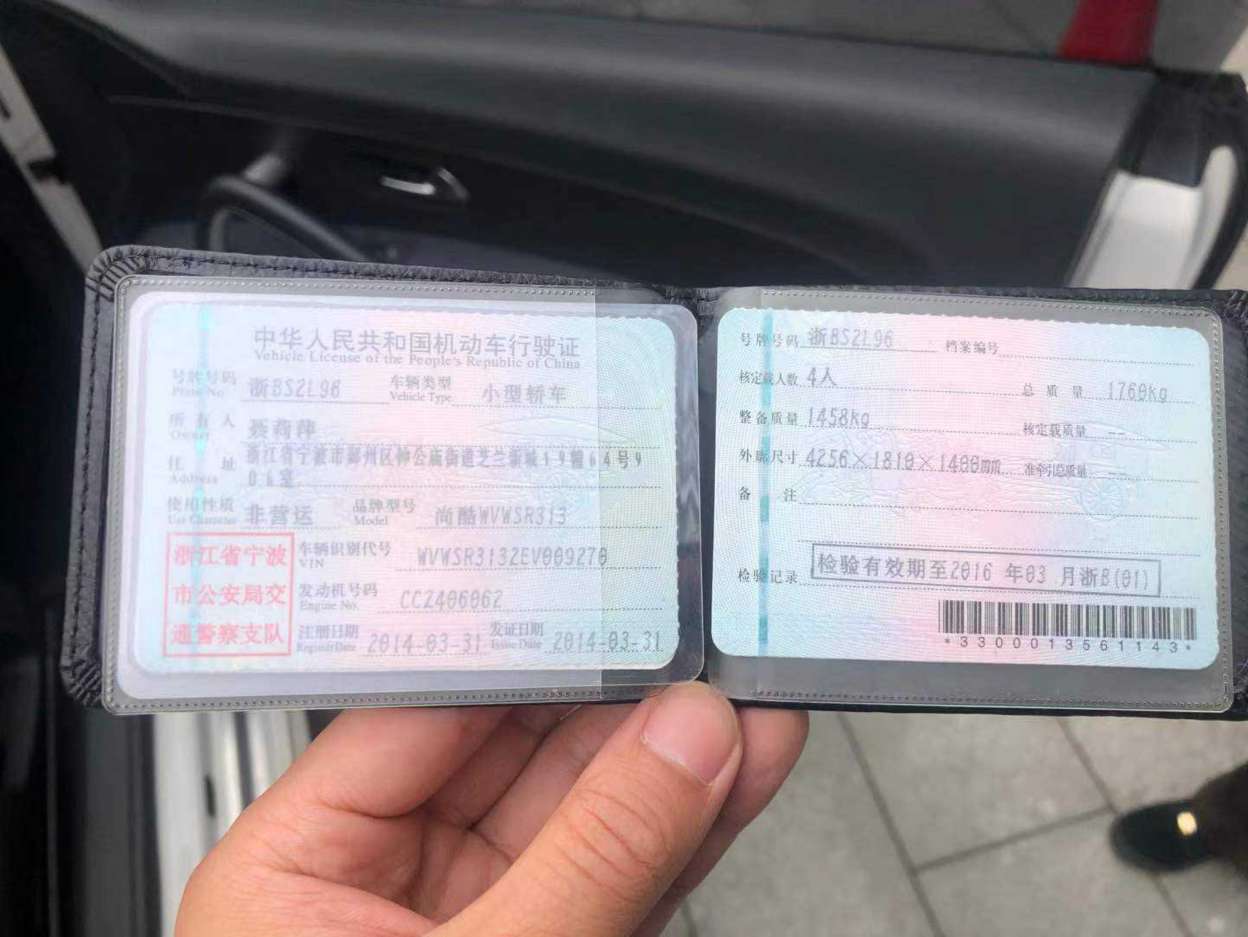 中华人民共和国机动车行驶证
Vehicle License of the People's Republic of China
号牌号码 浙BS2L96 车辆类型 小型轿车
Plate No. Vehicle Type
所有人 聂荷萍
Owner
住址 浙江省宁波市鄞州区钟公庙街道芝兰新城19幢64号9
Address 06室
使用性质 非营运 品牌型号 尚酷WVWSR313
Use Character Model
浙江省宁波
市公安局交
通警察支队
车辆识别代号 WVWSR3132EV009270
VIN
发动机号码 CCZ406062
Engine No.
注册日期 2014-03-31 发证日期 2014-03-31
Register Date Issue Date
号牌号码 浙BS2L96 档案编号
核定载人数 4人 总质量 1760kg
整备质量 1458kg 核定载质量 --
外廓尺寸 4256×1810×1400mm 准牵引总质量 --
备注
检验记录 检验有效期至2016 年03 月浙B(01)
*3300013561143*